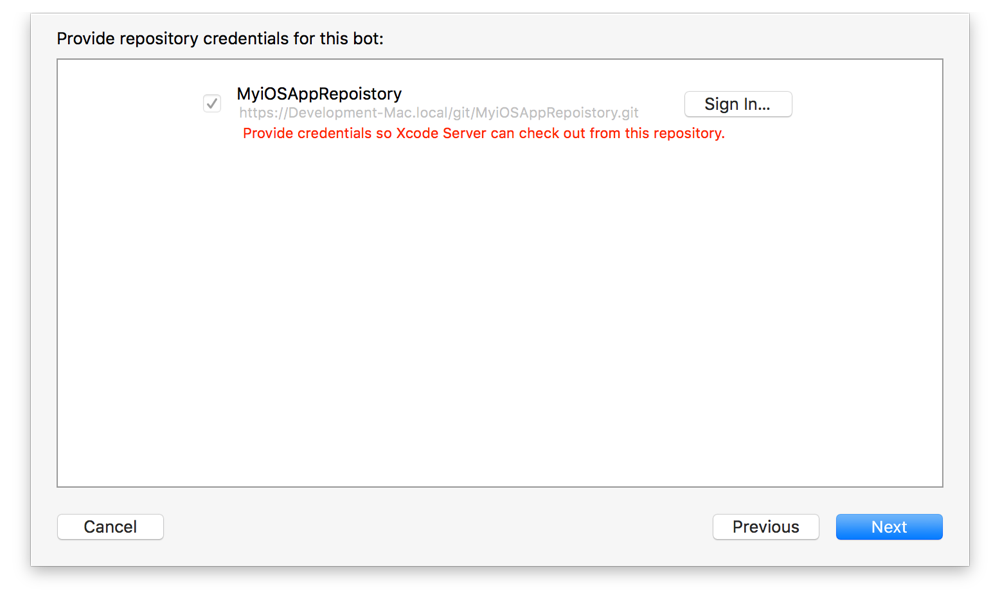 Provide repository credentials for this bot:
MyiOSAppRepoistory
Sign In...
https://Development-Mac.local/git/MyiOSAppRepoistory.git
Provide credentials so Xcode Server can check out from this repository.
Cancel
Previous
Next